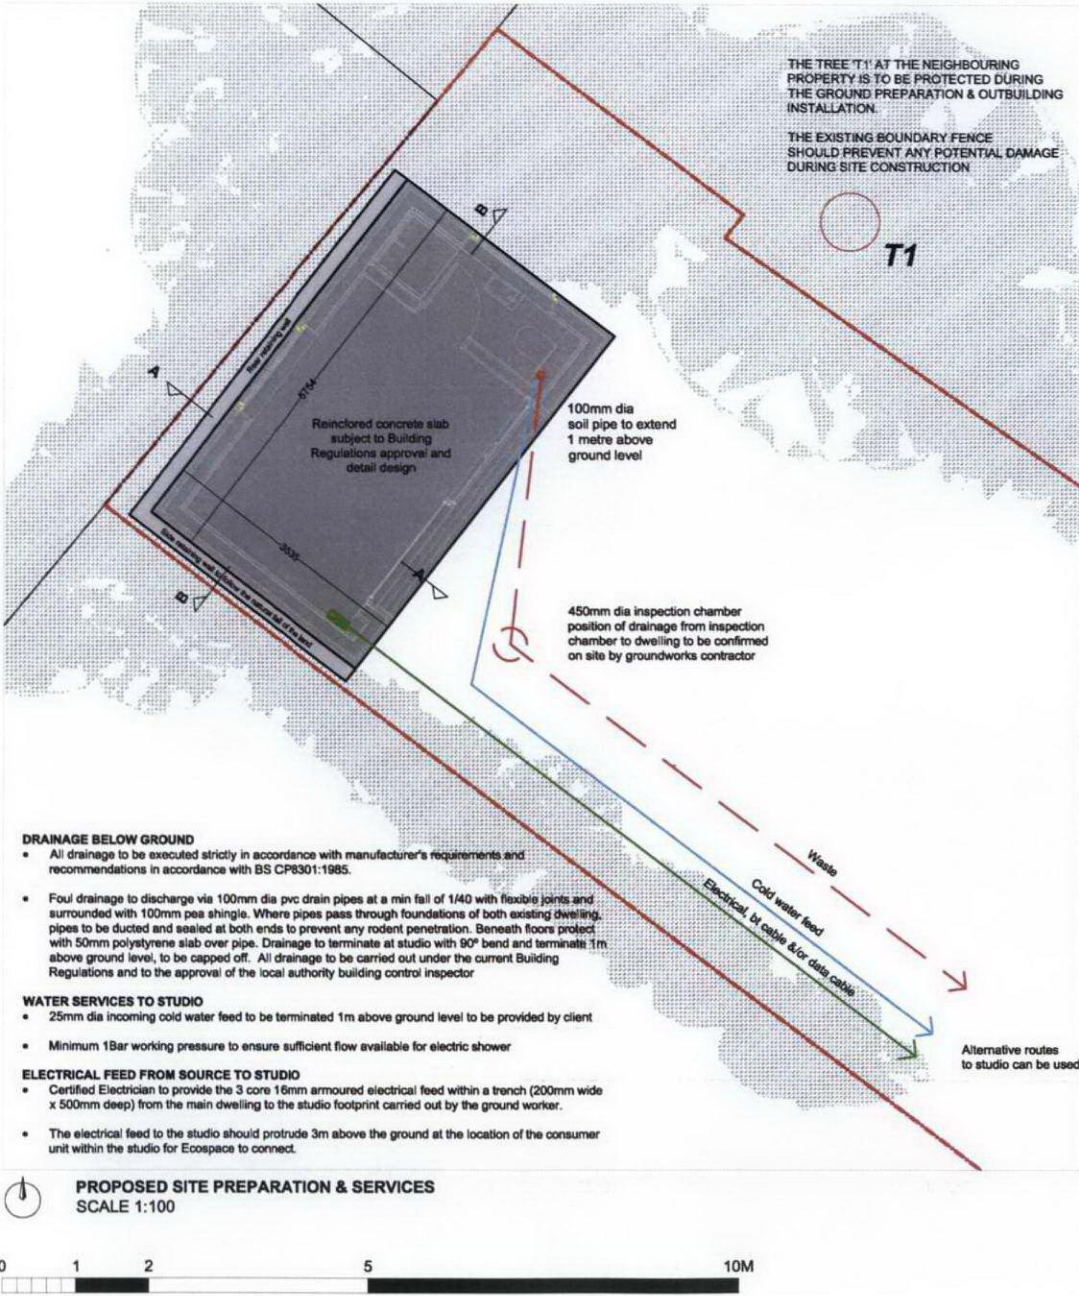 THE TREE 'T1' AT THE NEIGHBOURING
PROPERTY IS TO BE PROTECTED DURING
THE GROUND PREPARATION & OUTBUILDING
INSTALLATION.
THE EXISTING BOUNDARY FENCE
SHOULD PREVENT ANY POTENTIAL DAMAGE
DURING SITE CONSTRUCTION
T1
B
A
Rear retaining wall
5754
Reinclored concrete slab
subject to Building
Regulations approval and
detail design
100mm dia
soil pipe to extend
1 metre above
ground level
3535
A
B
Side retaining wall to follow the natural fall of the land
450mm dia inspection chamber
position of drainage from inspection
chamber to dwelling to be confirmed
on site by groundworks contractor
Waste
Cold water feed
Electrical, bt cable &/or data cable
Alternative routes
to studio can be used
DRAINAGE BELOW GROUND
• All drainage to be executed strictly in accordance with manufacturer's requirements and
recommendations in accordance with BS CP8301:1985.
• Foul drainage to discharge via 100mm dia pvc drain pipes at a min fall of 1/40 with flexible joints and
surrounded with 100mm pea shingle. Where pipes pass through foundations of both existing dwelling,
pipes to be ducted and sealed at both ends to prevent any rodent penetration. Beneath floors protect
with 50mm polystyrene slab over pipe. Drainage to terminate at studio with 90° bend and terminate 1m
above ground level, to be capped off. All drainage to be carried out under the current Building
Regulations and to the approval of the local authority building control inspector
WATER SERVICES TO STUDIO
• 25mm dia incoming cold water feed to be terminated 1m above ground level to be provided by client
• Minimum 1Bar working pressure to ensure sufficient flow available for electric shower
ELECTRICAL FEED FROM SOURCE TO STUDIO
• Certified Electrician to provide the 3 core 16mm armoured electrical feed within a trench (200mm wide
x 500mm deep) from the main dwelling to the studio footprint carried out by the ground worker.
• The electrical feed to the studio should protrude 3m above the ground at the location of the consumer
unit within the studio for Ecospace to connect.
PROPOSED SITE PREPARATION & SERVICES
SCALE 1:100
0 1 2 5 10M